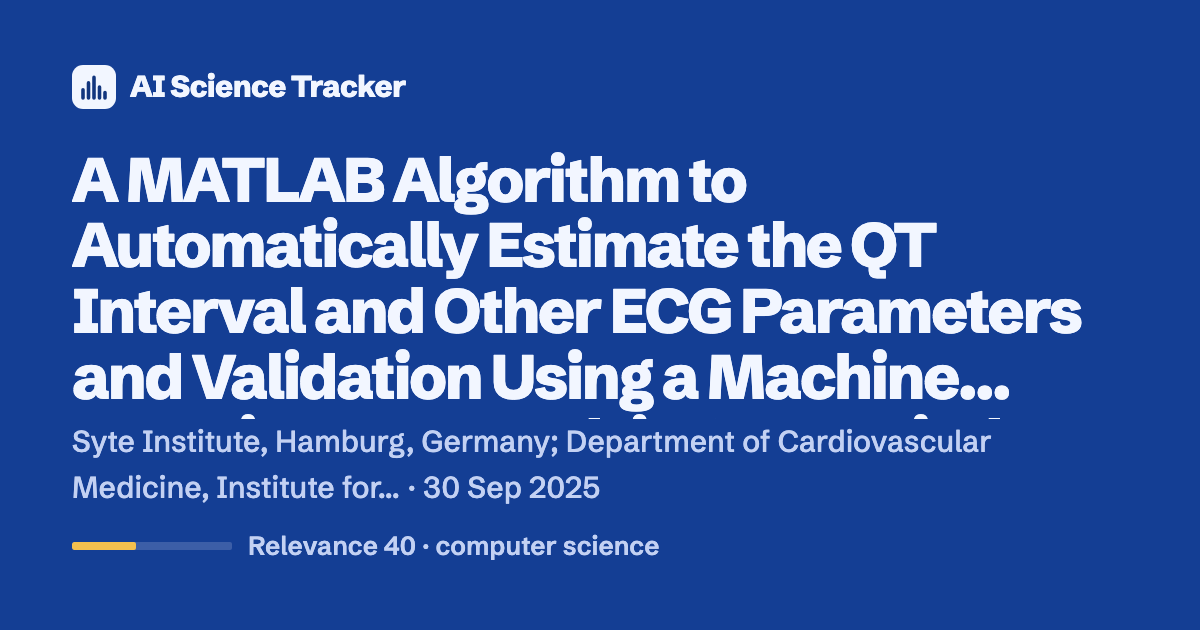 AI Science Tracker
A MATLAB Algorithm to
Automatically Estimate the QT
Interval and Other ECG Parameters
and Validation Using a Machine...
Syte Institute, Hamburg, Germany; Department of Cardiovascular
Medicine, Institute for... · 30 Sep 2025
Relevance 40 · computer science